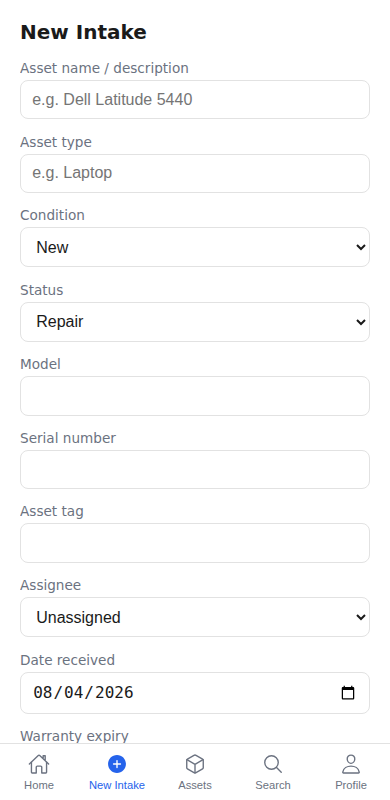 New Intake
Asset name / description
e.g. Dell Latitude 5440
Asset type
e.g. Laptop
Condition
New
Status
Repair
Model
Serial number
Asset tag
Assignee
Unassigned
Date received
08/04/2026
Warranty expiry
Home
New Intake
Assets
Search
Profile